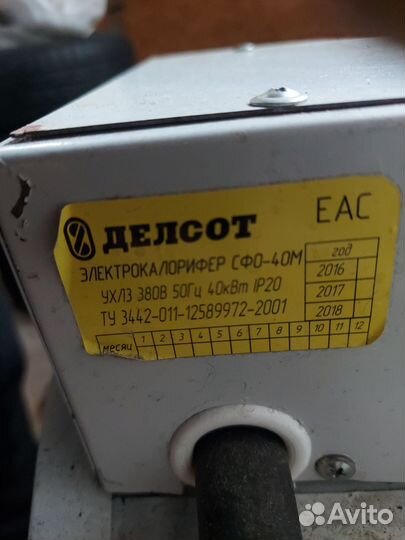 ДЕЛСОТ EAC
ЭЛЕКТРОКАЛОРИФЕР СФО-40М
УХЛ3 380В 50Гц 40кВт IP20
ТУ 3442-011-12589972-2001
год
2016
2017
2018
месяц 1 2 3 4 5 6 7 8 9 10 11 12
Avito